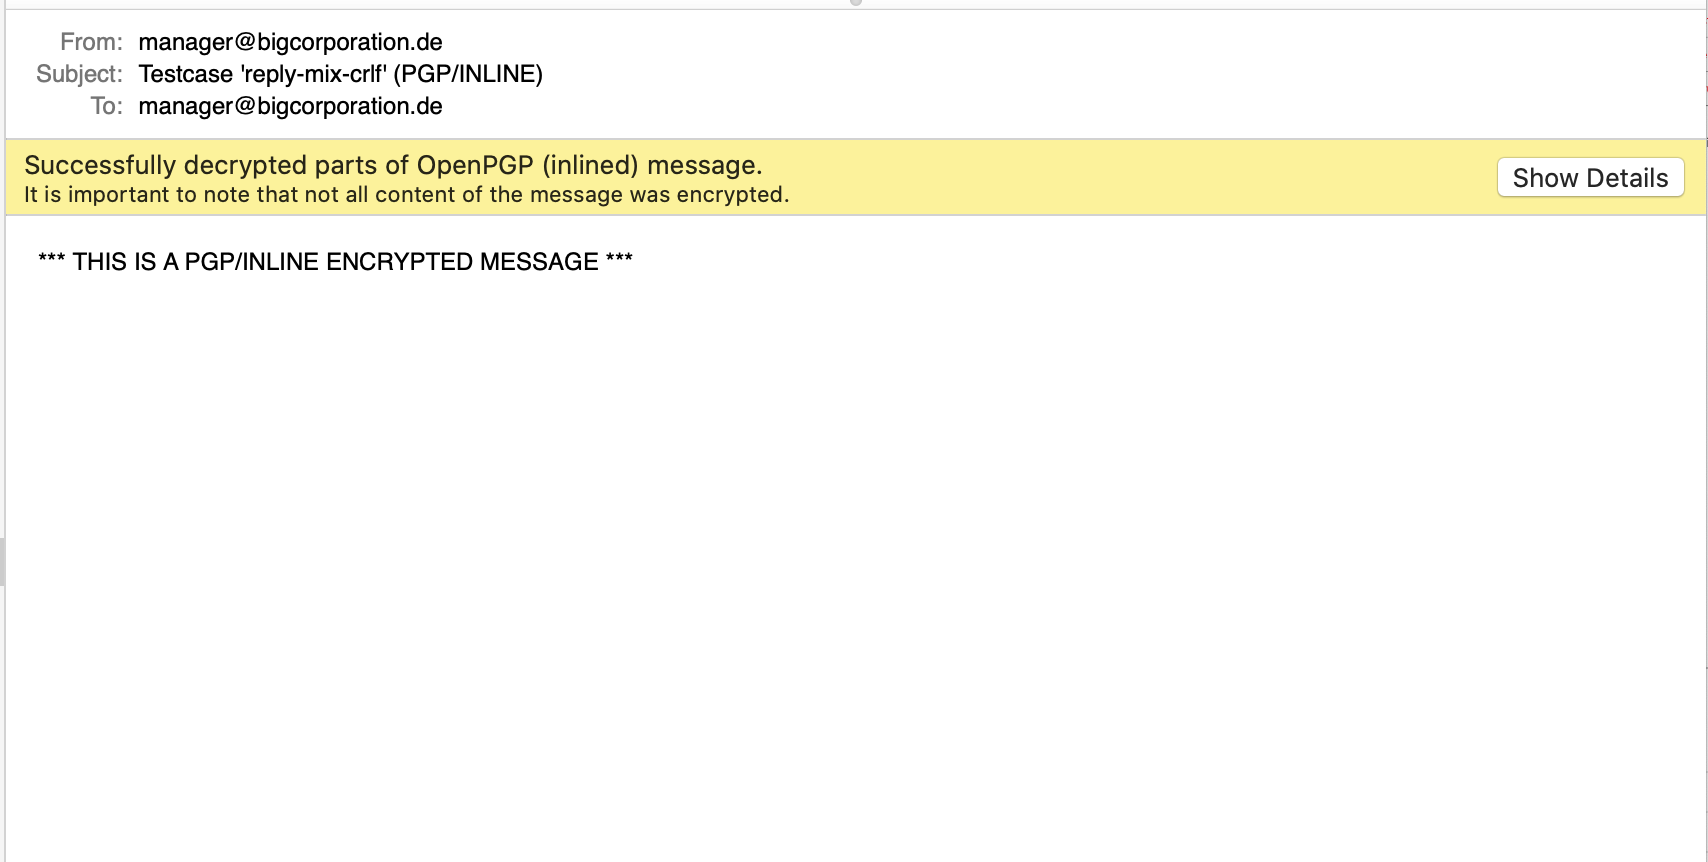 From: manager@bigcorporation.de
Subject: Testcase 'reply-mix-crlf' (PGP/INLINE)
To: manager@bigcorporation.de
Successfully decrypted parts of OpenPGP (inlined) message.
It is important to note that not all content of the message was encrypted.
Show Details
*** THIS IS A PGP/INLINE ENCRYPTED MESSAGE ***